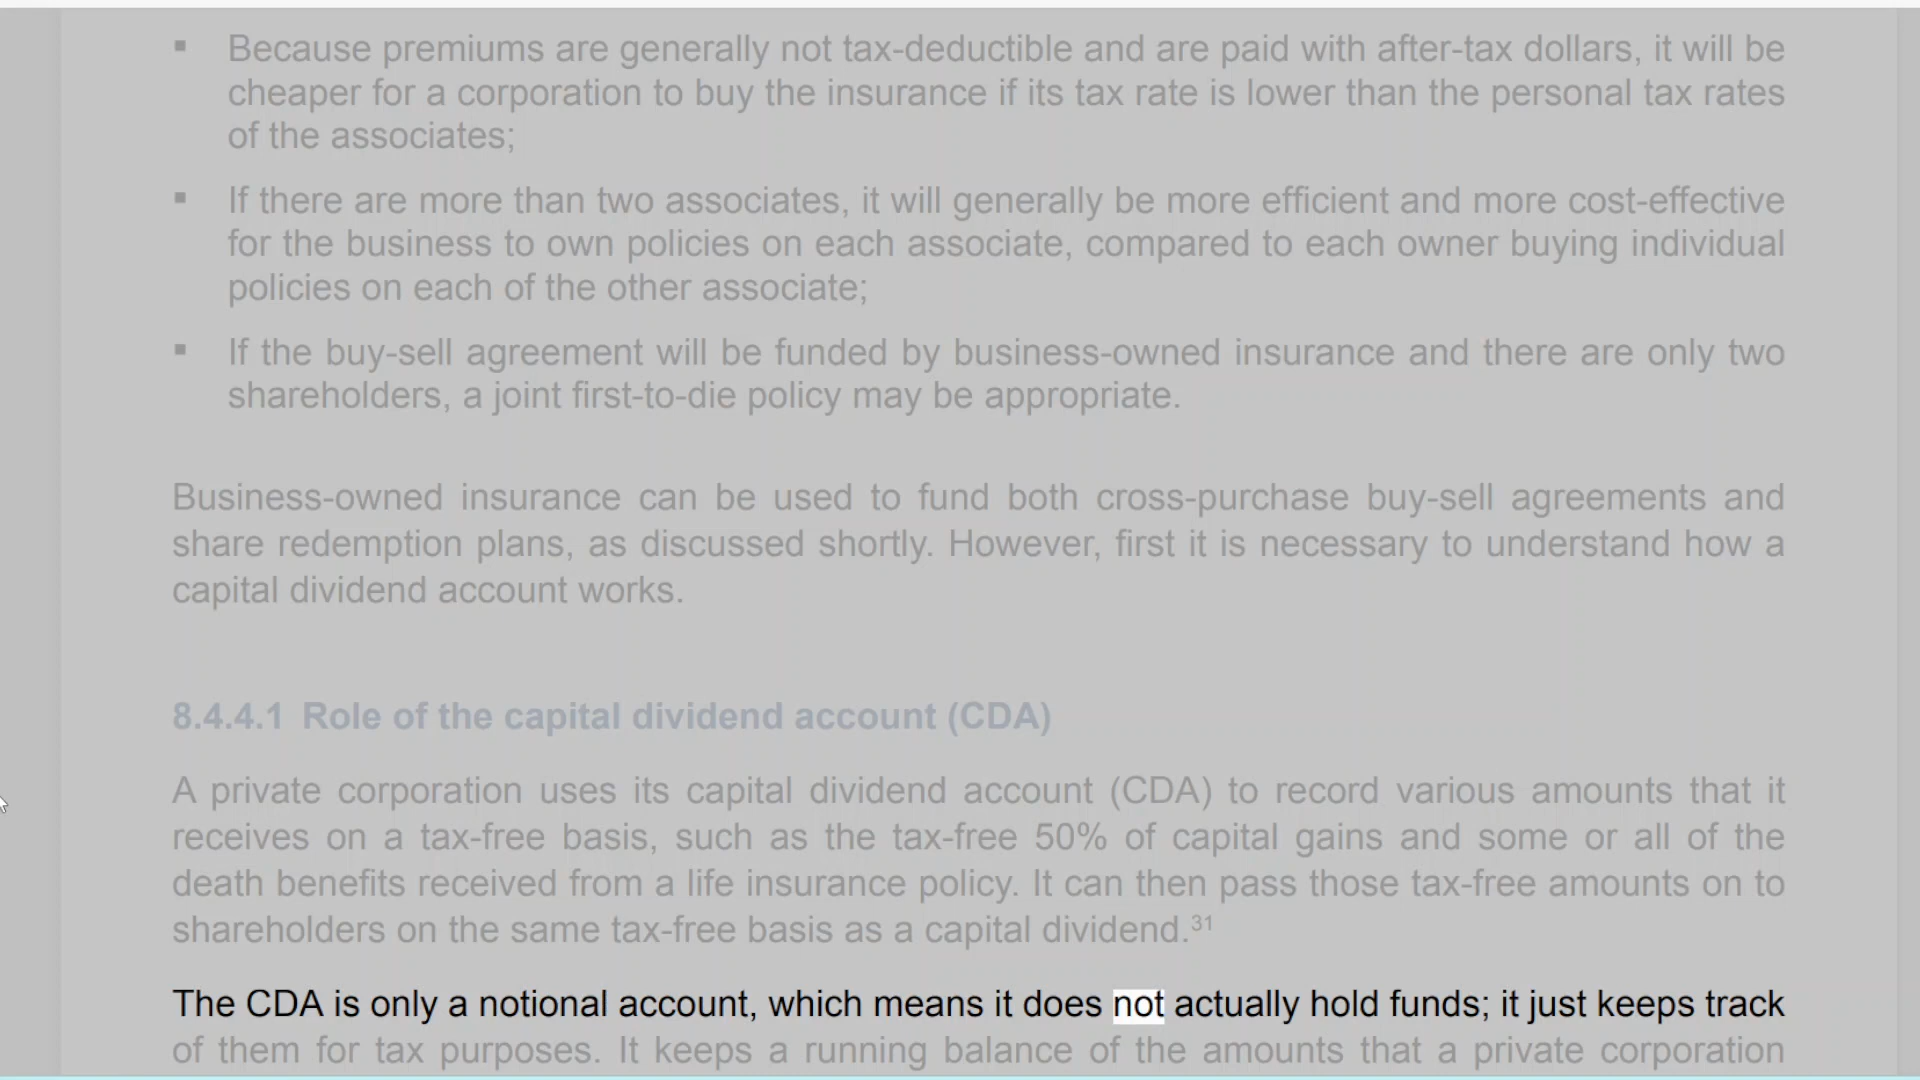 ▪ Because premiums are generally not tax-deductible and are paid with after-tax dollars, it will be
cheaper for a corporation to buy the insurance if its tax rate is lower than the personal tax rates
of the associates;
▪ If there are more than two associates, it will generally be more efficient and more cost-effective
for the business to own policies on each associate, compared to each owner buying individual
policies on each of the other associate;
▪ If the buy-sell agreement will be funded by business-owned insurance and there are only two
shareholders, a joint first-to-die policy may be appropriate.
Business-owned insurance can be used to fund both cross-purchase buy-sell agreements and
share redemption plans, as discussed shortly. However, first it is necessary to understand how a
capital dividend account works.
8.4.4.1 Role of the capital dividend account (CDA)
A private corporation uses its capital dividend account (CDA) to record various amounts that it
receives on a tax-free basis, such as the tax-free 50% of capital gains and some or all of the
death benefits received from a life insurance policy. It can then pass those tax-free amounts on to
shareholders on the same tax-free basis as a capital dividend.31
The CDA is only a notional account, which means it does not actually hold funds; it just keeps track
of them for tax purposes. It keeps a running balance of the amounts that a private corporation